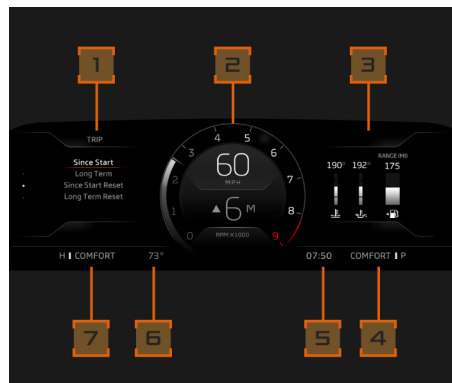 1
2
3
TRIP
Since Start
Long Term
Since Start Reset
Long Term Reset
0
1
2
3
4
5
6
7
8
9
60
MPH
6 M
RPM X1000
RANGE (MI)
190° 192° 175
H COMFORT
73°
07:50
COMFORT P
7
6
5
4